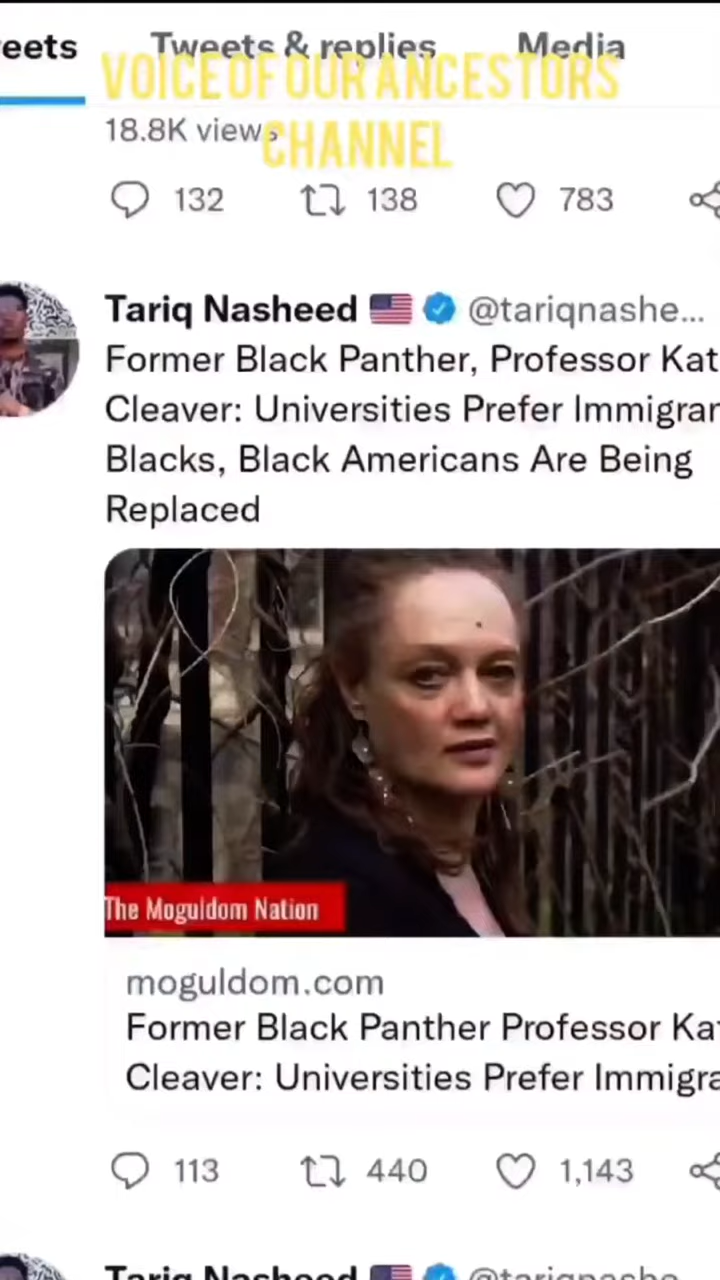 eets Tweets & replies Media
VOICE OF OUR ANCESTORS
CHANNEL
18.8K views
132 138 783
Tariq Nasheed @tariqnashe...
Former Black Panther, Professor Kat
Cleaver: Universities Prefer Immigran
Blacks, Black Americans Are Being
Replaced
The Moguldom Nation
moguldom.com
Former Black Panther Professor Ka
Cleaver: Universities Prefer Immigra
113 440 1,143
Tariq Nasheed @tariqnashe